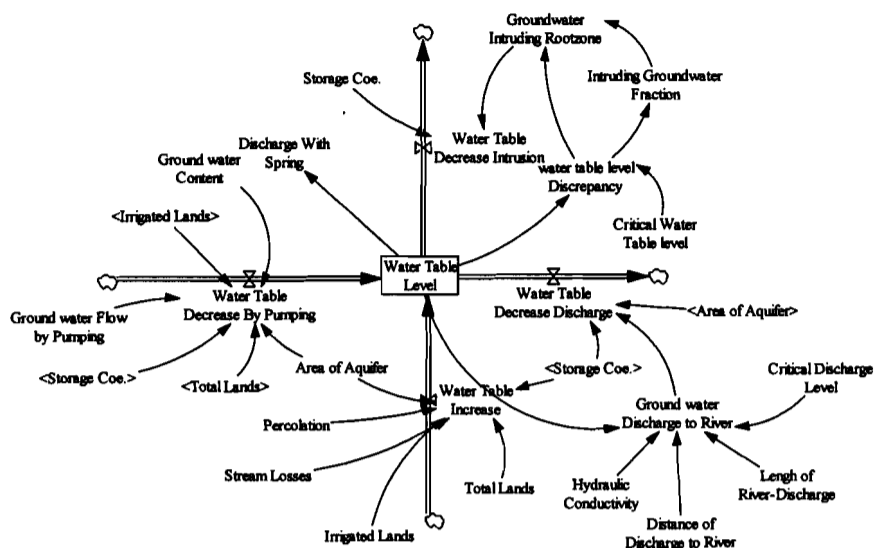 Groundwater
Intruding Rootzone
Storage Coe.
Intruding Groundwater
Fraction
Discharge With
Spring
Water Table
Decrease Intrusion
Ground water
Content
water table level
Discrepancy
<Irrigated Lands>
Critical Water
Table level
Water Table
Level
Water Table
Decrease By Pumping
Water Table
Decrease Discharge
<Area of Aquifer>
Ground water Flow
by Pumping
<Storage Coe.>
<Total Lands>
Area of Aquifer
<Storage Coe.>
Critical Discharge
Level
Water Table
Increase
Percolation
Ground water
Discharge to River
Stream Losses
Total Lands
Hydraulic
Conductivity
Lengh of
River-Discharge
Irrigated Lands
Distance of
Discharge to River